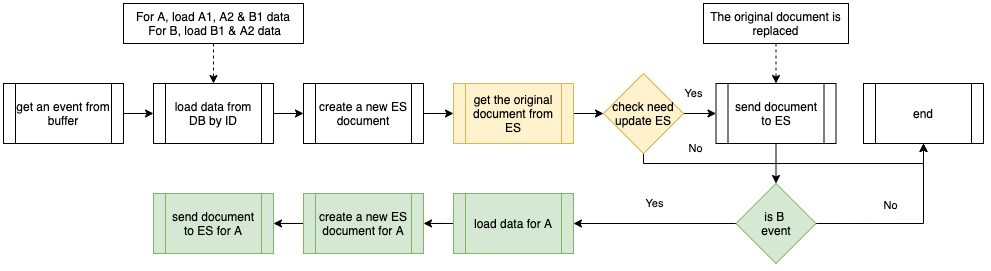 For A, load A1, A2 & B1 data
For B, load B1 & A2 data
The original document is
replaced
get an event from
buffer
load data from
DB by ID
create a new ES
document
get the original
document from
ES
check need
update ES
Yes
send document
to ES
end
No
send document
to ES for A
create a new ES
document for A
load data for A
Yes
is B
event
No